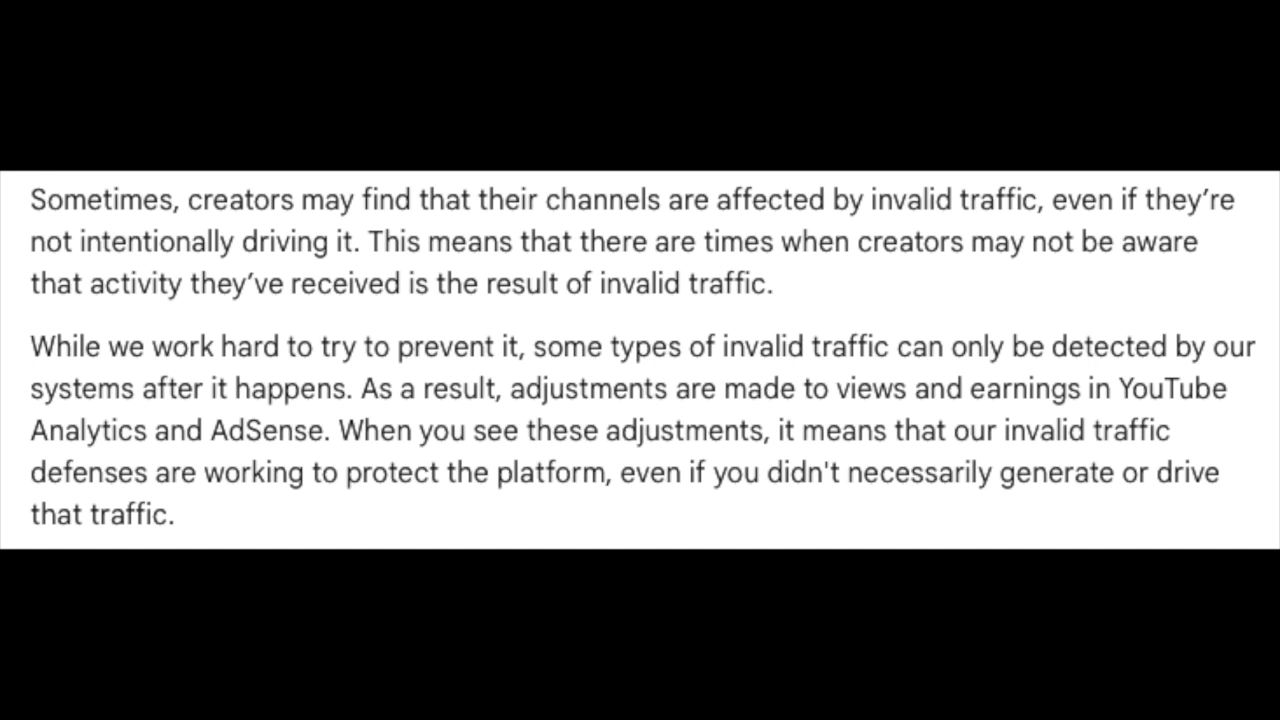 Sometimes, creators may find that their channels are affected by invalid traffic, even if they’re
not intentionally driving it. This means that there are times when creators may not be aware
that activity they’ve received is the result of invalid traffic.
While we work hard to try to prevent it, some types of invalid traffic can only be detected by our
systems after it happens. As a result, adjustments are made to views and earnings in YouTube
Analytics and AdSense. When you see these adjustments, it means that our invalid traffic
defenses are working to protect the platform, even if you didn't necessarily generate or drive
that traffic.